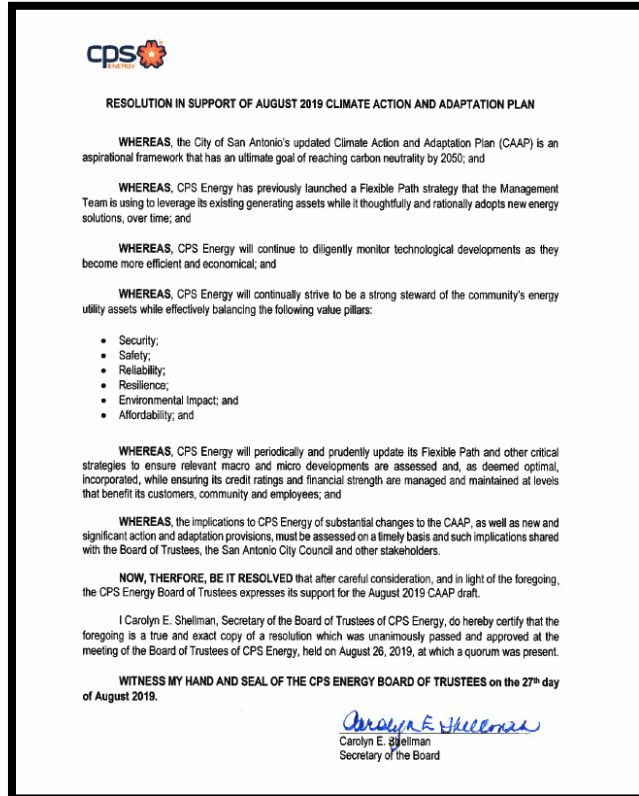 cps
ENERGY
RESOLUTION IN SUPPORT OF AUGUST 2019 CLIMATE ACTION AND ADAPTATION PLAN
WHEREAS, the City of San Antonio's updated Climate Action and Adaptation Plan (CAAP) is an
aspirational framework that has an ultimate goal of reaching carbon neutrality by 2050; and
WHEREAS, CPS Energy has previously launched a Flexible Path strategy that the Management
Team is using to leverage its existing generating assets while it thoughtfully and rationally adopts new energy
solutions, over time; and
WHEREAS, CPS Energy will continue to diligently monitor technological developments as they
become more efficient and economical; and
WHEREAS, CPS Energy will continually strive to be a strong steward of the community's energy
utility assets while effectively balancing the following value pillars:
• Security;
• Safety;
• Reliability;
• Resilience;
• Environmental Impact; and
• Affordability; and
WHEREAS, CPS Energy will periodically and prudently update its Flexible Path and other critical
strategies to ensure relevant macro and micro developments are assessed and, as deemed optimal,
incorporated, while ensuring its credit ratings and financial strength are managed and maintained at levels
that benefit its customers, community and employees; and
WHEREAS, the implications to CPS Energy of substantial changes to the CAAP, as well as new and
significant action and adaptation provisions, must be assessed on a timely basis and such implications shared
with the Board of Trustees, the San Antonio City Council and other stakeholders.
NOW, THERFORE, BE IT RESOLVED that after careful consideration, and in light of the foregoing,
the CPS Energy Board of Trustees expresses its support for the August 2019 CAAP draft.
I Carolyn E. Shellman, Secretary of the Board of Trustees of CPS Energy, do hereby certify that the
foregoing is a true and exact copy of a resolution which was unanimously passed and approved at the
meeting of the Board of Trustees of CPS Energy, held on August 26, 2019, at which a quorum was present.
WITNESS MY HAND AND SEAL OF THE CPS ENERGY BOARD OF TRUSTEES on the 27th day
of August 2019.
Carolyn E Shellman
Carolyn E. Shellman
Secretary of the Board